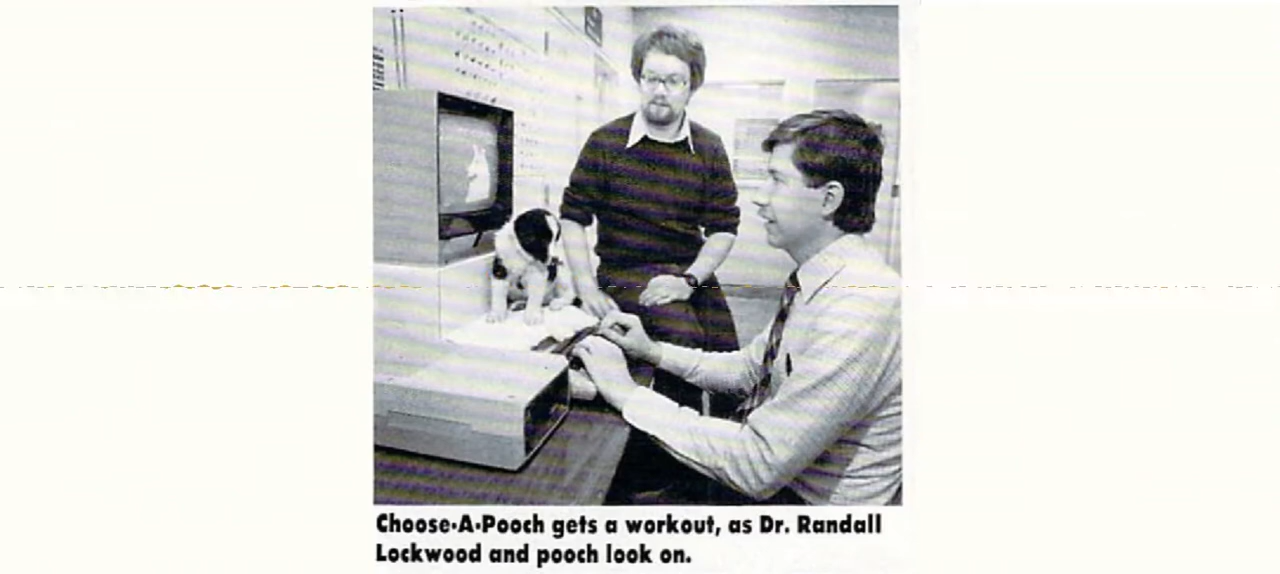 Choose-A-Pooch gets a workout, as Dr. Randall
Lockwood and pooch look on.